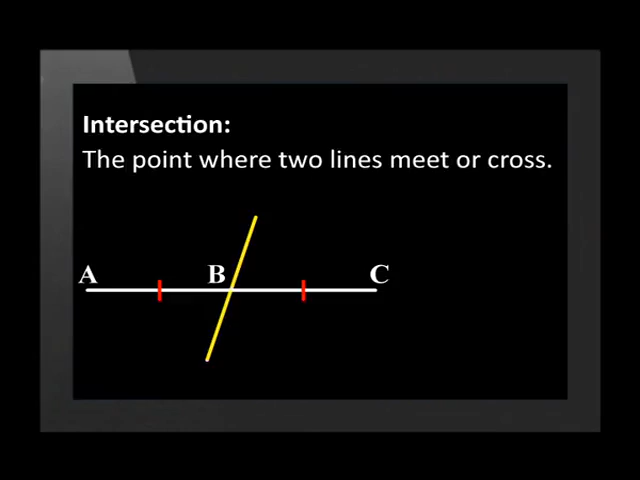 Intersection:
The point where two lines meet or cross.
A B C